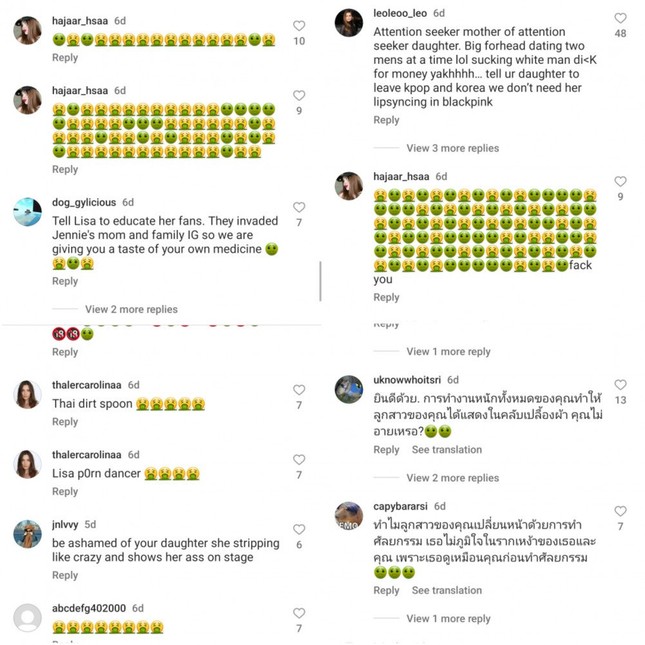 hajaar_hsaa 6d
10
Reply
hajaar_hsaa 6d
9
Reply
dog_gylicious 6d
7
Tell Lisa to educate her fans. They invaded
Jennie's mom and family IG so we are
giving you a taste of your own medicine
Reply
View 2 more replies
Reply
thalercarolinaa 6d
Thai dirt spoon
7
Reply
thalercarolinaa 6d
Lisa p0rn dancer
7
Reply
jnlvvy 5d
be ashamed of your daughter she stripping
like crazy and shows her ass on stage
6
Reply
abcdefg402000 6d
7
leoleoo_leo 6d
Attention seeker mother of attention
seeker daughter. Big forhead dating two
mens at a time lol sucking white man di<K
for money yakhhhh... tell ur daughter to
leave kpop and korea we don't need her
lipsyncing in blackpink
48
Reply
View 3 more replies
hajaar_hsaa 6d
9
fack
you
Reply
Reply
View 1 more reply
uknowwhoitsri 6d
ยินดีด้วย. การทำงานหนักทั้งหมดของคุณทำให้
ลูกสาวของคุณได้แสดงในคลับเปลื้องผ้า คุณไม่
อายเหรอ?
13
Reply See translation
View 2 more replies
capybararsi 6d
ทำไมลูกสาวของคุณเปลี่ยนหน้าด้วยการทำ
ศัลยกรรม เธอไม่ภูมิใจในรากเหง้าของเธอและ
คุณ เพราะเธอดูเหมือนคุณก่อนทำศัลยกรรม
7
Reply See translation
View 1 more reply